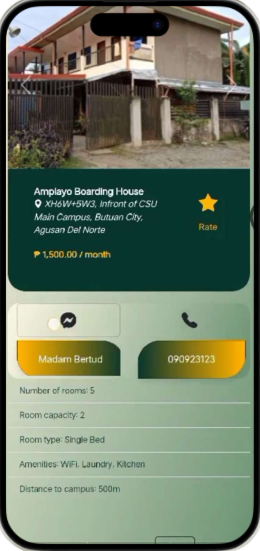 Amplayo Boarding House
XH6W+5W3, Infront of CSU
Main Campus, Butuan City,
Agusan Del Norte
Rate
₱ 1,500.00 / month
Madam Bertud
090923123
Number of rooms: 5
Room capacity: 2
Room type: Single Bed
Amenities: WiFi, Laundry, Kitchen
Distance to campus: 500m